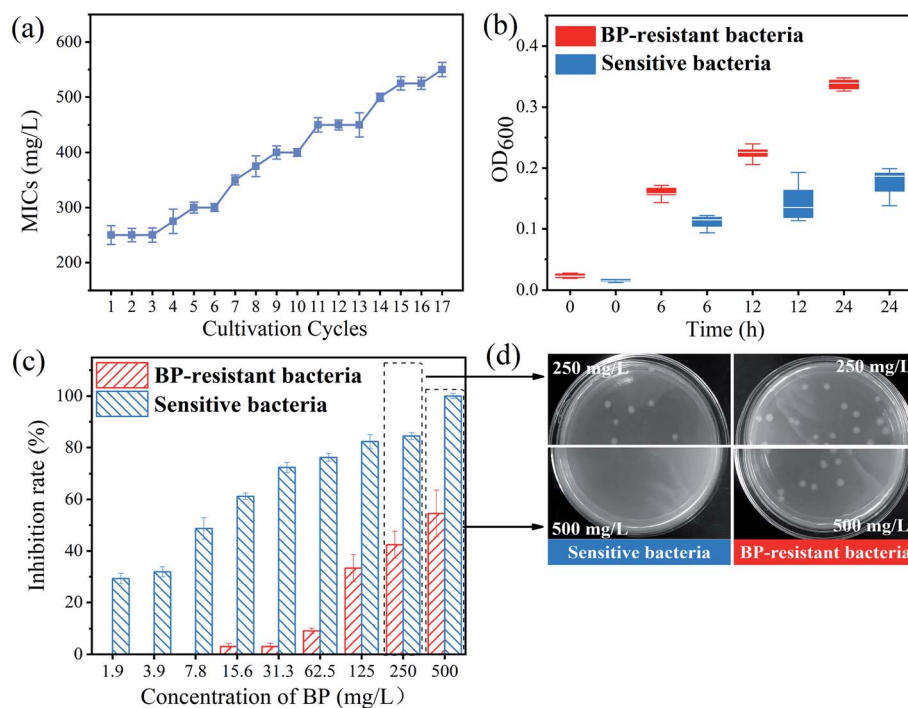 (a)
600
500
400
300
200
MICs (mg/L)
1 2 3 4 5 6 7 8 9 10 11 12 13 14 15 16 17
Cultivation Cycles
(b)
BP-resistant bacteria
Sensitive bacteria
0.4
0.3
0.2
0.1
0.0
OD600
0 0 6 6 12 12 24 24
Time (h)
(c)
BP-resistant bacteria
Sensitive bacteria
100
80
60
40
20
0
Inhibition rate (%)
1.9 3.9 7.8 15.6 31.3 62.5 125 250 500
Concentration of BP (mg/L)
(d)
250 mg/L
250 mg/L
500 mg/L
500 mg/L
Sensitive bacteria
BP-resistant bacteria